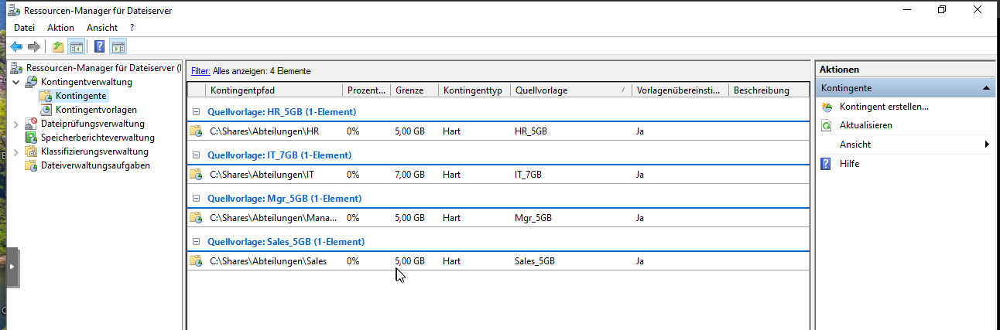 Ressourcen-Manager für Dateiserver
Datei Aktion Ansicht ?
Ressourcen-Manager für Dateiserver (I
Kontingentverwaltung
Kontingente
Kontingentvorlagen
Dateiprüfungsverwaltung
Speicherberichteverwaltung
Klassifizierungsverwaltung
Dateiverwaltungsaufgaben
Filter: Alles anzeigen: 4 Elemente
Kontingentpfad Prozent... Grenze Kontingenttyp Quellvorlage Vorlagenübereinsti... Beschreibung
Quellvorlage: HR_5GB (1-Element)
C:\Shares\Abteilungen\HR 0% 5,00 GB Hart HR_5GB Ja
Quellvorlage: IT_7GB (1-Element)
C:\Shares\Abteilungen\IT 0% 7,00 GB Hart IT_7GB Ja
Quellvorlage: Mgr_5GB (1-Element)
C:\Shares\Abteilungen\Mana... 0% 5,00 GB Hart Mgr_5GB Ja
Quellvorlage: Sales_5GB (1-Element)
C:\Shares\Abteilungen\Sales 0% 5,00 GB Hart Sales_5GB Ja
Aktionen
Kontingente
Kontingent erstellen...
Aktualisieren
Ansicht
Hilfe